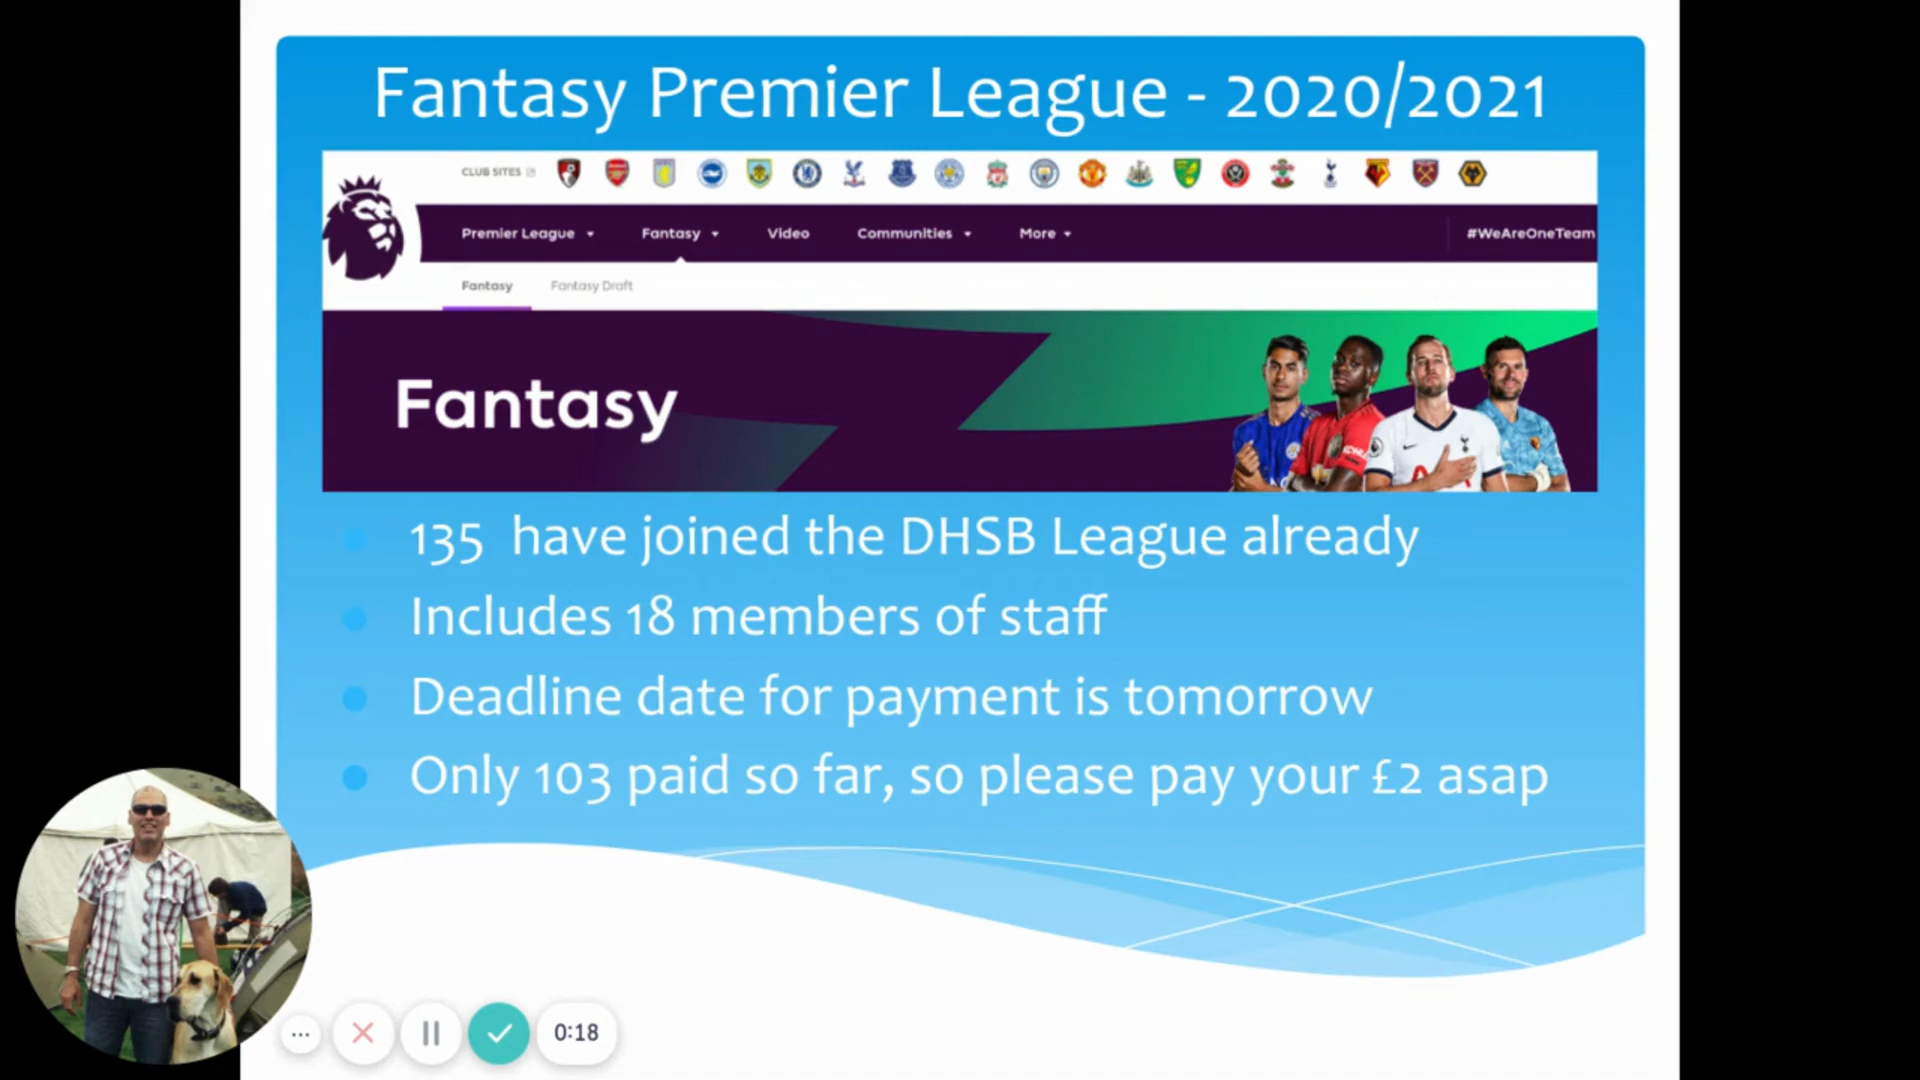 Fantasy Premier League - 2020/2021
CLUB SITES
Premier League Fantasy Video Communities More #WeAreOneTeam
Fantasy Fantasy Draft
Fantasy
135 have joined the DHSB League already
Includes 18 members of staff
Deadline date for payment is tomorrow
Only 103 paid so far, so please pay your £2 asap
0:18